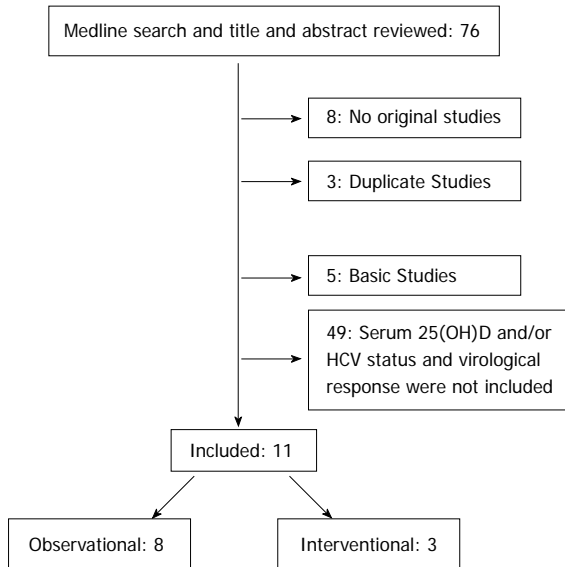 Medline search and title and abstract reviewed: 76
8: No original studies
3: Duplicate Studies
5: Basic Studies
49: Serum 25(OH)D and/or
HCV status and virological
response were not included
Included: 11
Observational: 8
Interventional: 3